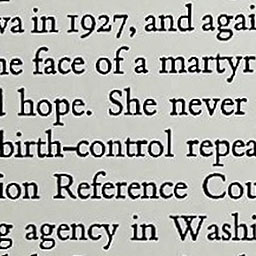 va in 1927, and agai
he face of a martyr
l hope. She never
birth-control repea
ion Reference Cou
g agency in Washi